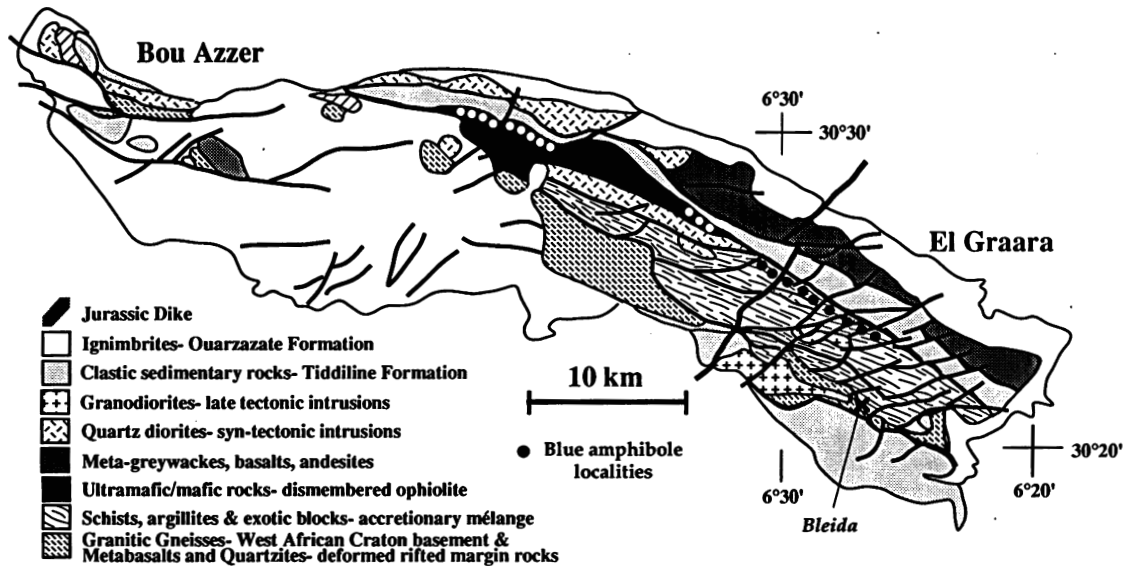 Bou Azzer
6°30'
30°30'
El Graara
Jurassic Dike
Ignimbrites- Ouarzazate Formation
Clastic sedimentary rocks- Tiddiline Formation
Granodiorites- late tectonic intrusions
Quartz diorites- syn-tectonic intrusions
Meta-greywackes, basalts, andesites
Ultramafic/mafic rocks- dismembered ophiolite
Schists, argillites & exotic blocks- accretionary mélange
Granitic Gneisses- West African Craton basement &
Metabasalts and Quartzites- deformed rifted margin rocks
10 km
Blue amphibole
localities
6°30'
Bleida
30°20'
6°20'